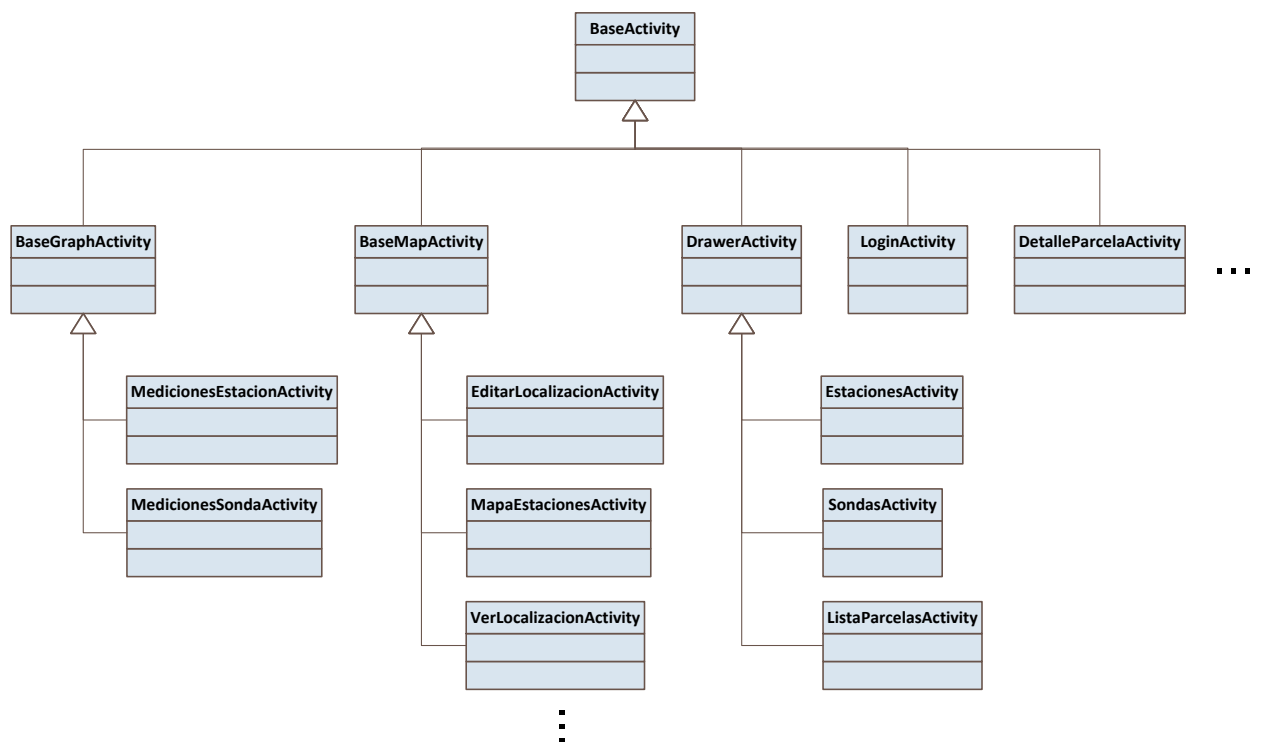 BaseActivity
BaseGraphActivity
BaseMapActivity
DrawerActivity
LoginActivity
DetalleParcelaActivity
...
MedicionesEstacionActivity
EditarLocalizacionActivity
EstacionesActivity
MedicionesSondaActivity
MapaEstacionesActivity
SondasActivity
VerLocalizacionActivity
ListaParcelasActivity